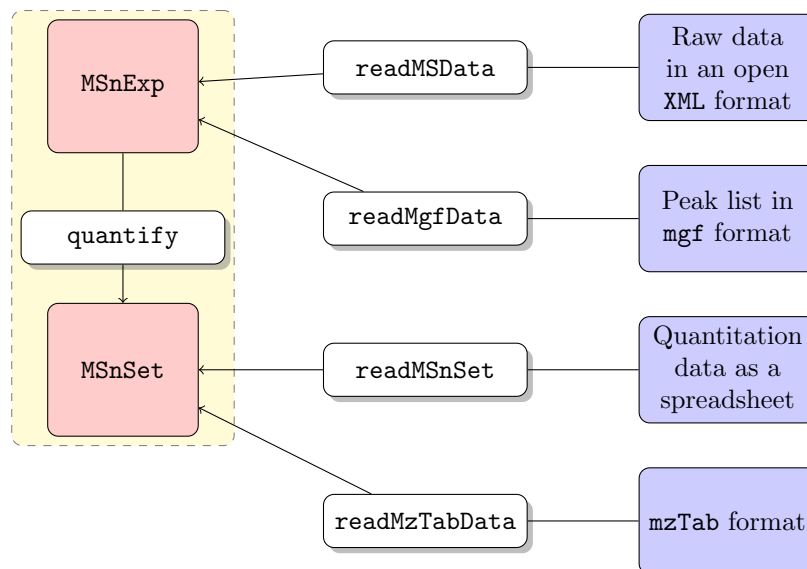 MSnExp
readMSData
Raw data
in an open
XML format
readMgfData
Peak list in
mgf format
quantify
MSnSet
readMSnSet
Quantitation
data as a
spreadsheet
readMzTabData
mzTab format